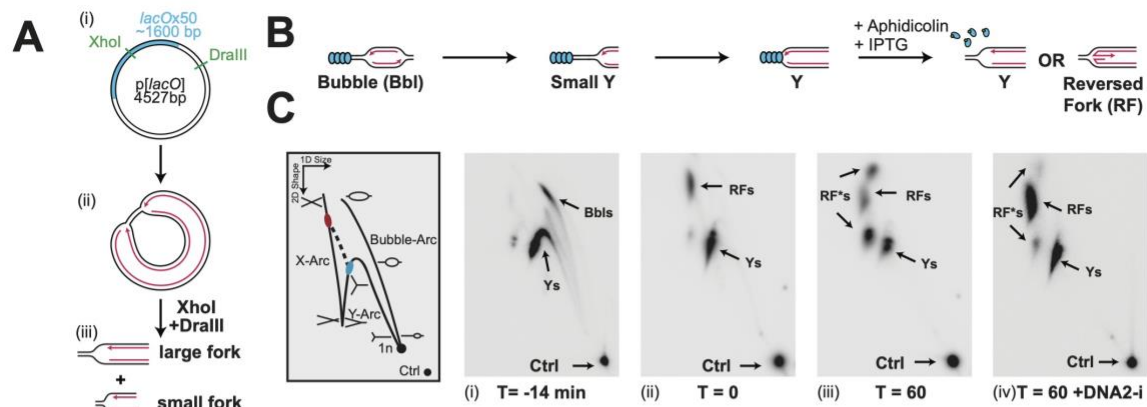 A
(i)
lacOx50
~1600 bp
XhoI
DraIII
p[lacO]
4527bp
(ii)
XhoI
+DraIII
(iii)
large fork
+
small fork
B
Bubble (Bbl)
Small Y
Y
+ Aphidicolin
+ IPTG
Y
OR
Reversed
Fork (RF)
C
1D Size
2D Shape
X-Arc
Bubble-Arc
Y-Arc
1n
Ctrl
Bbls
Ys
Ctrl
(i) T= -14 min
RFs
Ys
Ctrl
(ii) T = 0
RF*s
RFs
Ys
Ctrl
(iii) T = 60
RF*s
RFs
Ys
Ctrl
(iv) T = 60 +DNA2-i